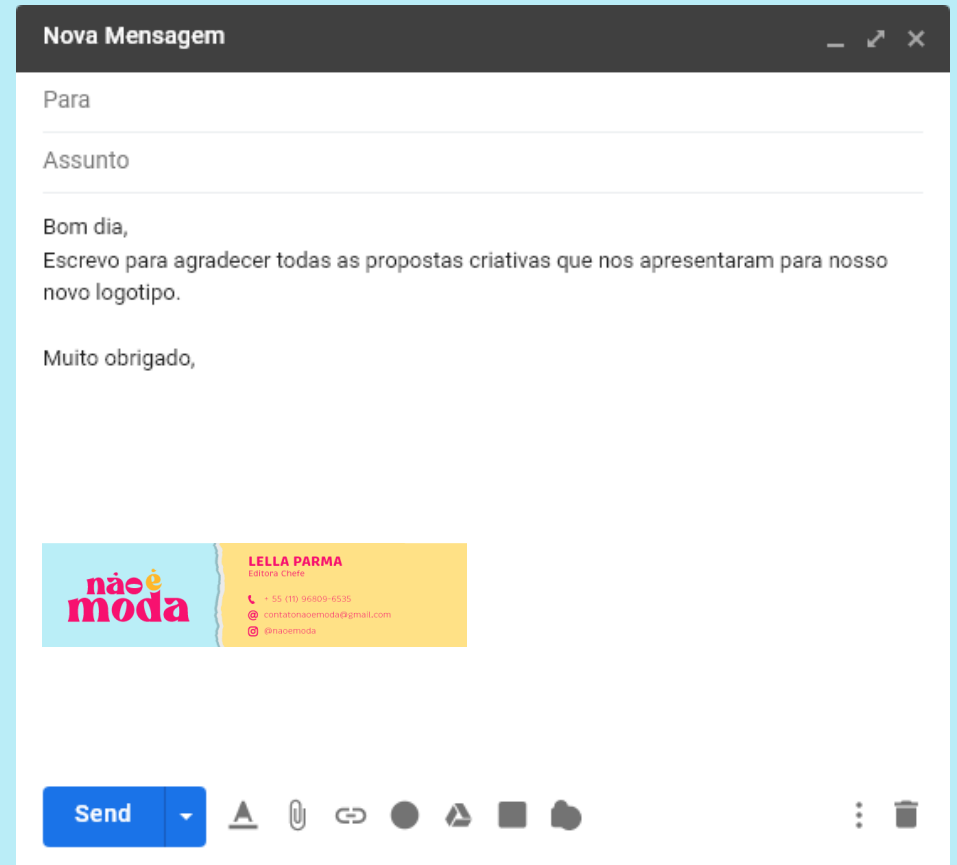 Nova Mensagem
Para
Assunto
Bom dia,
Escrevo para agradecer todas as propostas criativas que nos apresentaram para nosso
novo logotipo.
Muito obrigado,
não é
moda
LELLA PARMA
Editora Chefe
+ 55 (11) 96809-6535
contatonaoemoda@gmail.com
@naoemoda
Send